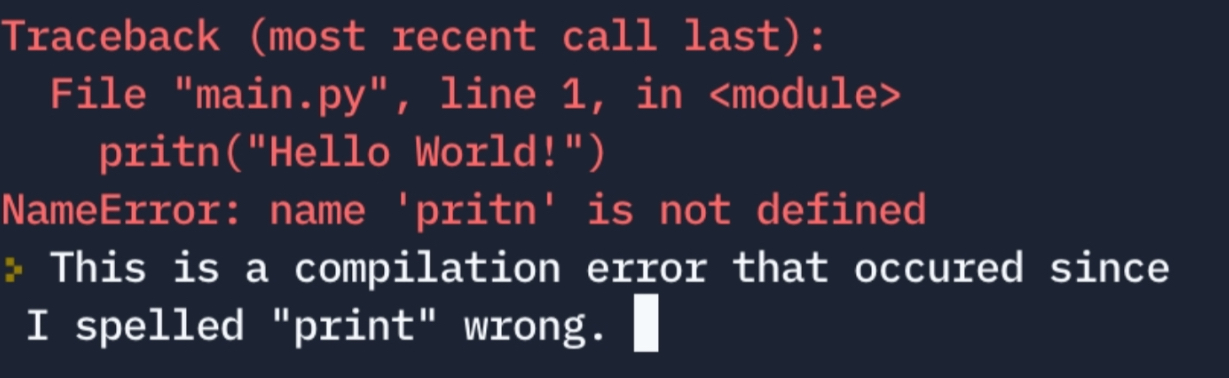 Traceback (most recent call last):
  File "main.py", line 1, in <module>
    pritn("Hello World!")
NameError: name 'pritn' is not defined
> This is a compilation error that occured since
 I spelled "print" wrong.